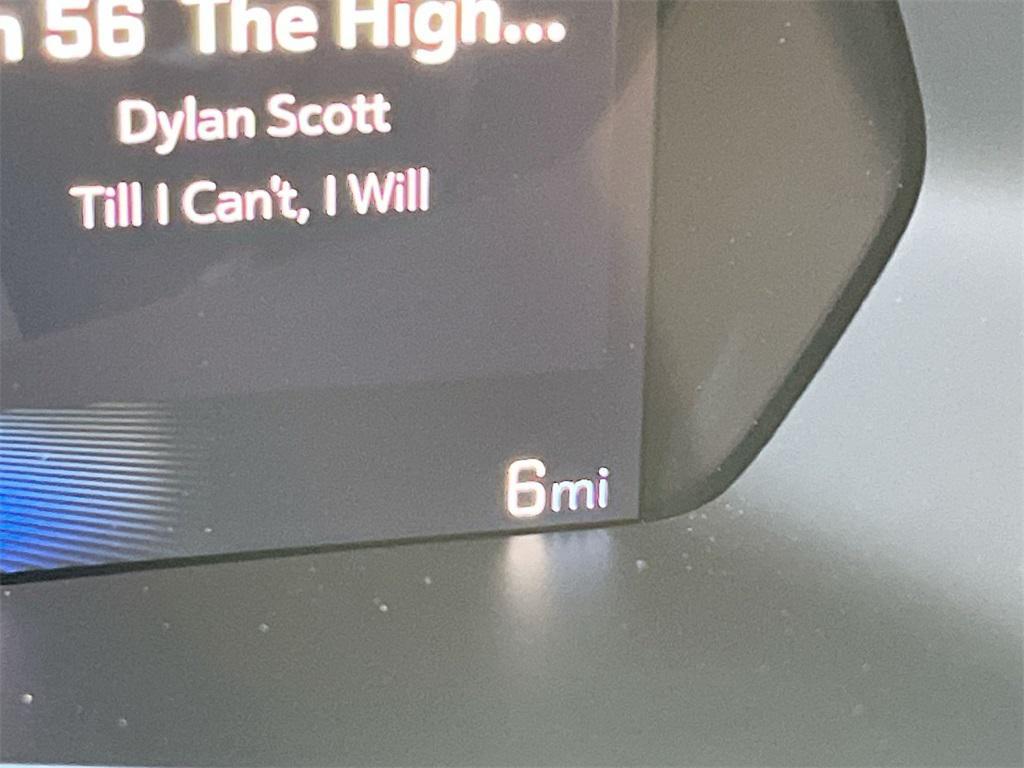 56 The High...
Dylan Scott
Till I Can't, I Will
6mi